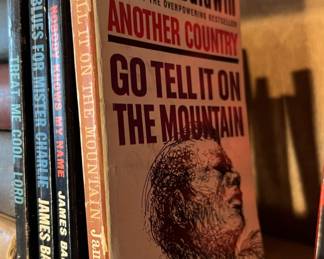 TREAT ME COOL, LORD
BLUES FOR MISTER CHARLIE JAMES BA
NOBODY KNOWS MY NAME JAMES BA
TELL IT ON THE MOUNTAIN Jam
THE OVERPOWERING BESTSELLER
ANOTHER COUNTRY
GO TELL IT ON
THE MOUNTAIN